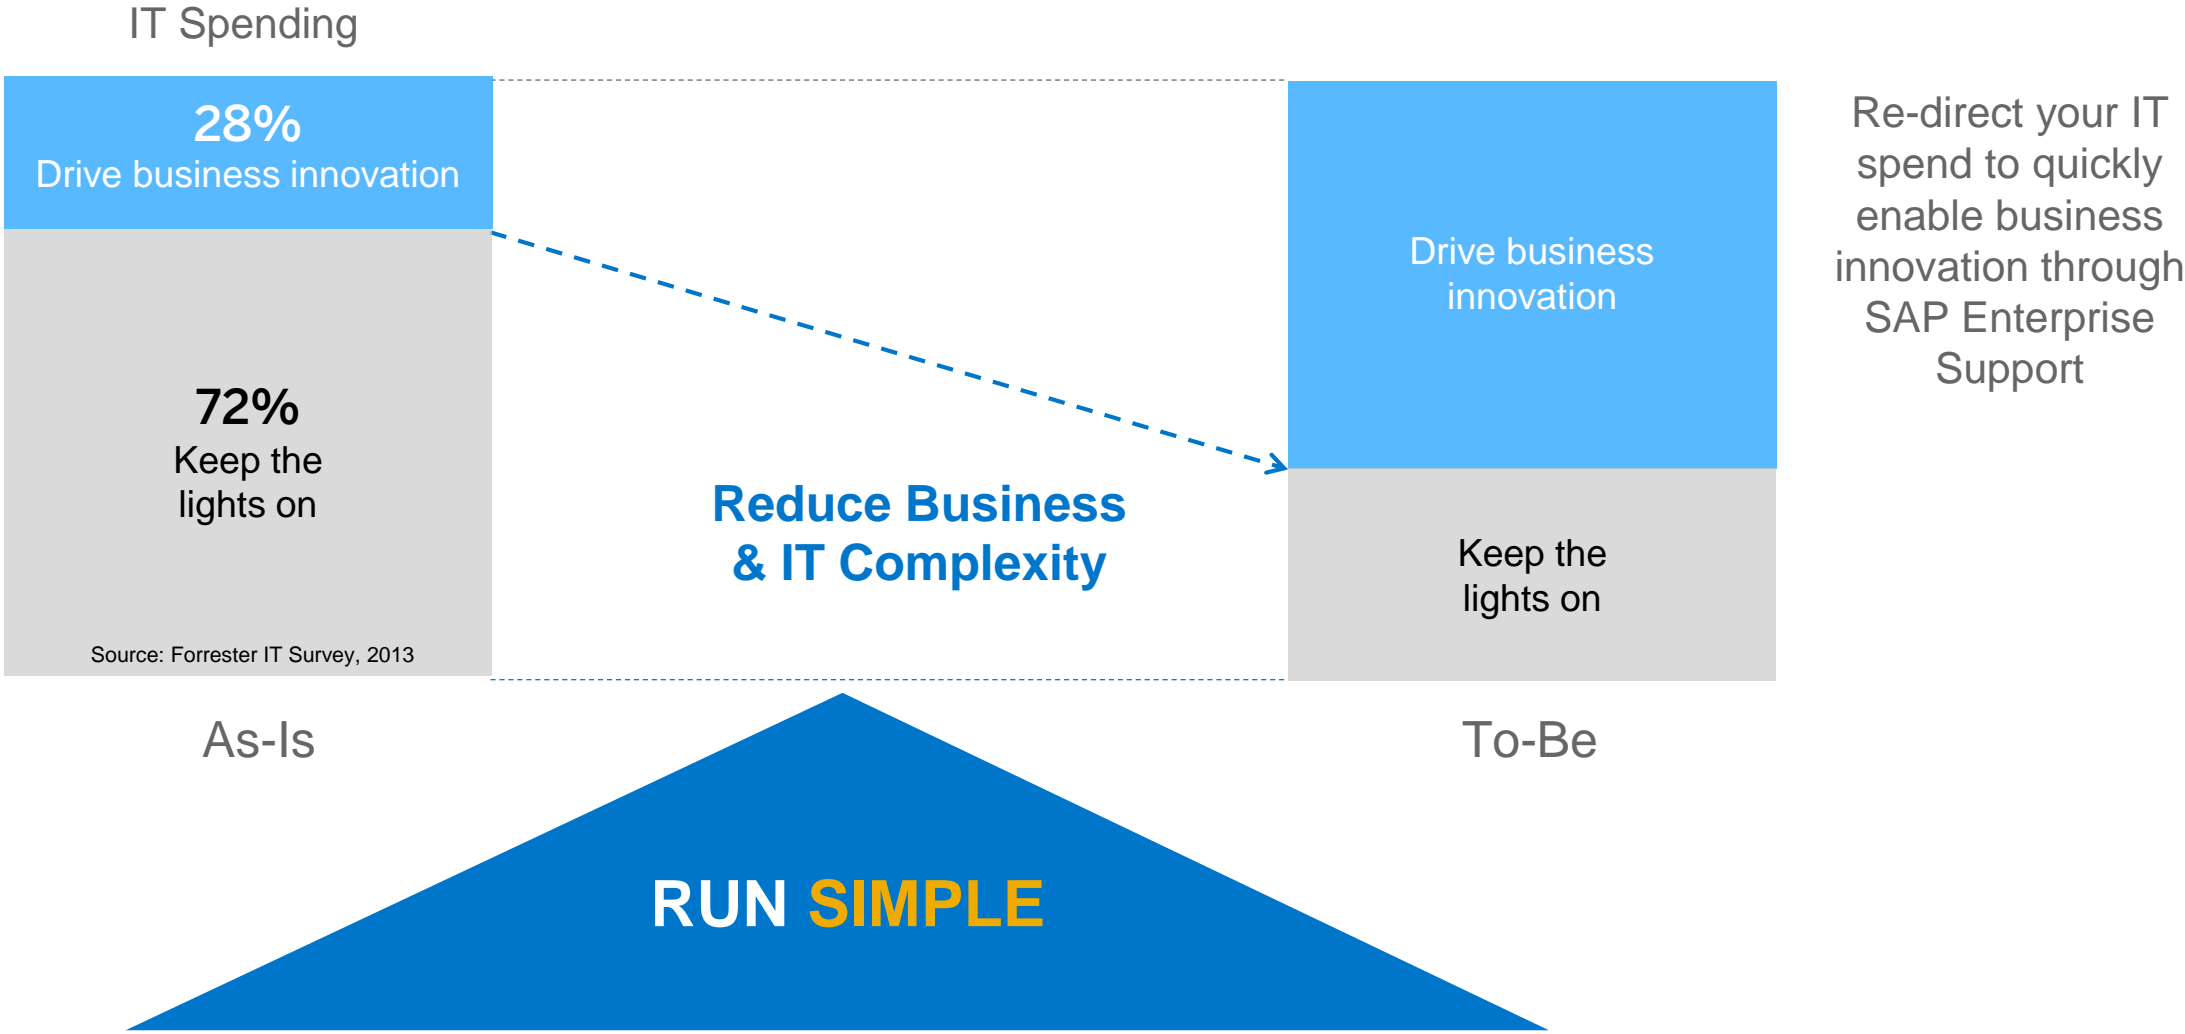 IT Spending
28%
Drive business innovation
72%
Keep the
lights on
Source: Forrester IT Survey, 2013
As-Is
Reduce Business
& IT Complexity
RUN SIMPLE
Drive business
innovation
Keep the
lights on
To-Be
Re-direct your IT
spend to quickly
enable business
innovation through
SAP Enterprise
Support